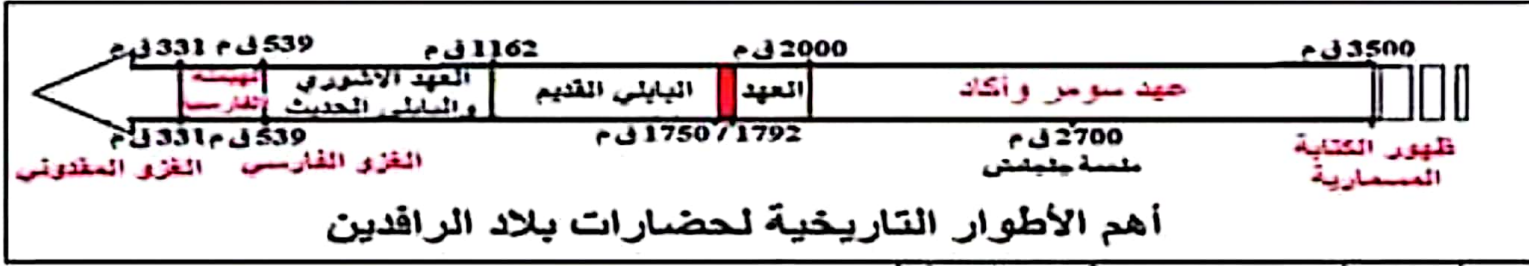 3500 ق م 2000 ق م 1162 ق م 539 ق م 331 ق م
عهد سومر وأكاد العهد البابلي القديم العهد الاشوري والبابلي الحديث الهيمنة الفارسية
2700 ق م 1792 / 1750 ق م 539 ق م 331 ق م
ظهور الكتابة المسمارية ملحمة جلجامش الغزو الفارسي الغزو المقدوني
أهم الأطوار التاريخية لحضارات بلاد الرافدين